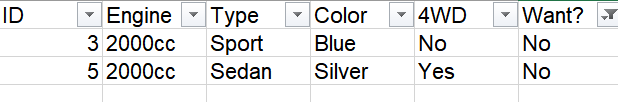 ID Engine Type Color 4WD Want?
3 2000cc Sport Blue No No
5 2000cc Sedan Silver Yes No